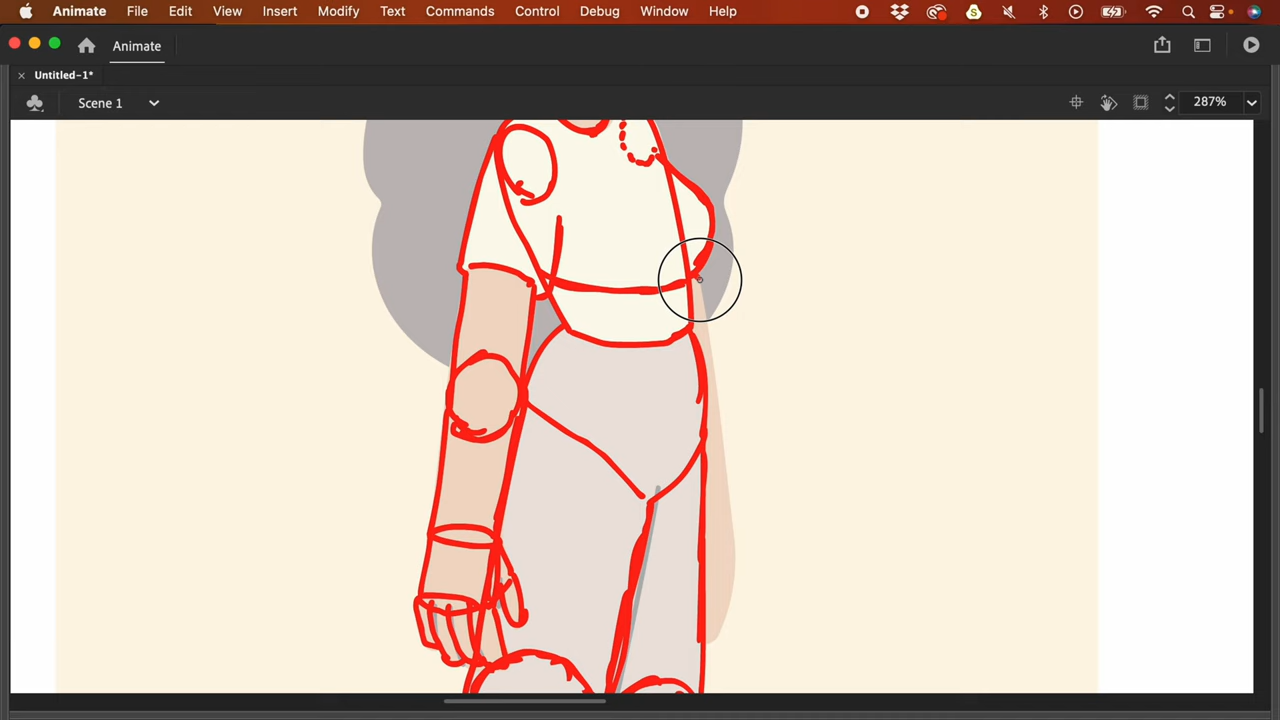 Animate File Edit View Insert Modify Text Commands Control Debug Window Help
Animate
Untitled-1*
Scene 1
287%